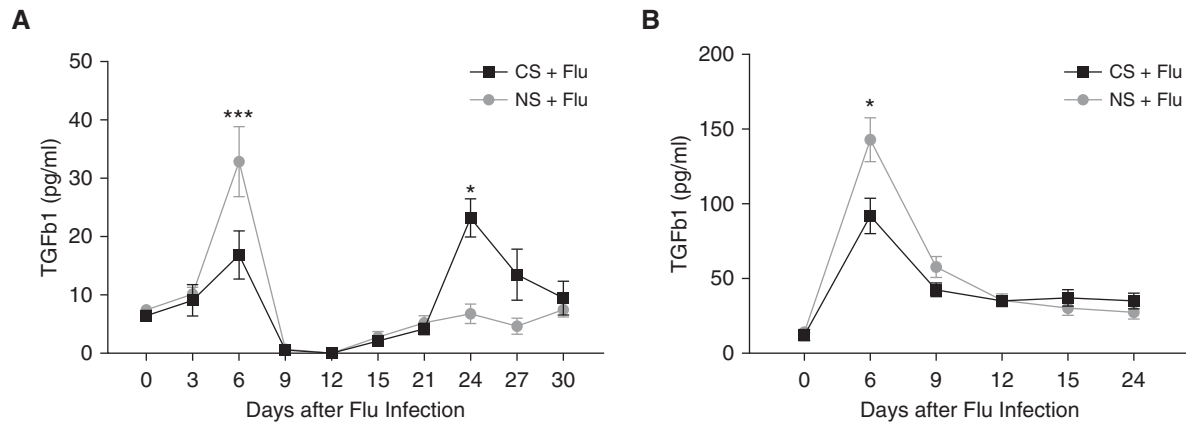 A
TGFb1 (pg/ml)
50
40
30
20
10
0
***
*
CS + Flu
NS + Flu
0 3 6 9 12 15 21 24 27 30
Days after Flu Infection
B
TGFb1 (pg/ml)
200
150
100
50
0
*
CS + Flu
NS + Flu
0 6 9 12 15 24
Days after Flu Infection